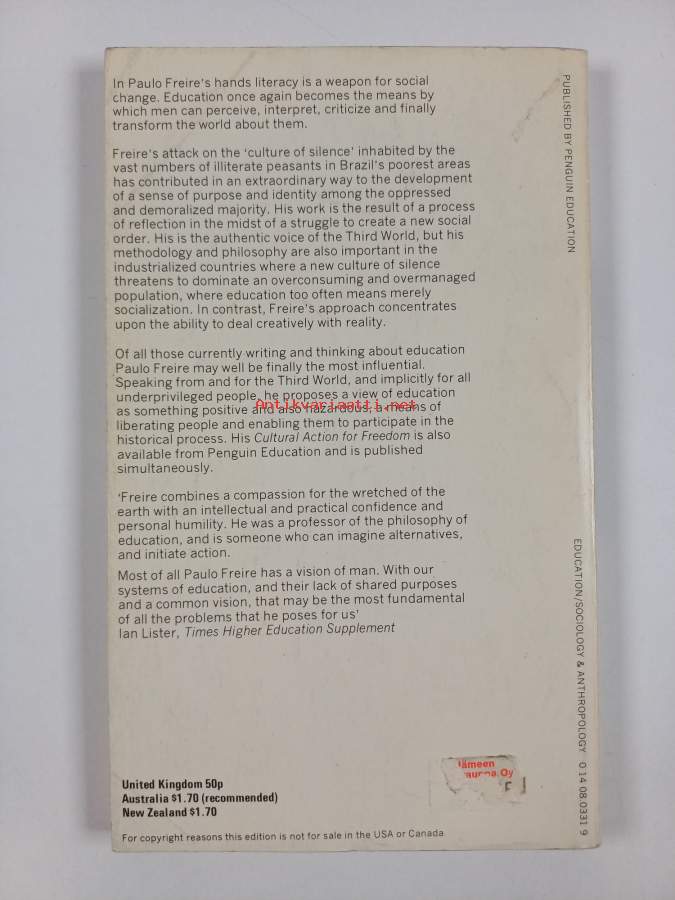 In Paulo Freire's hands literacy is a weapon for social
change. Education once again becomes the means by
which men can perceive, interpret, criticize and finally
transform the world about them.
Freire's attack on the 'culture of silence' inhabited by the
vast numbers of illiterate peasants in Brazil's poorest areas
has contributed in an extraordinary way to the development
of a sense of purpose and identity among the oppressed
and demoralized majority. His work is the result of a process
of reflection in the midst of a struggle to create a new social
order. His is the authentic voice of the Third World, but his
methodology and philosophy are also important in the
industrialized countries where a new culture of silence
threatens to dominate an overconsuming and overmanaged
population, where education too often means merely
socialization. In contrast, Freire's approach concentrates
upon the ability to deal creatively with reality.
Of all those currently writing and thinking about education
Paulo Freire may well be finally the most influential.
Speaking from and for the Third World, and implicitly for all
underprivileged people, he proposes a view of education
as something positive and also hazardous, a means of
Antikvariaatti.net
liberating people and enabling them to participate in the
historical process. His Cultural Action for Freedom is also
available from Penguin Education and is published
simultaneously.
'Freire combines a compassion for the wretched of the
earth with an intellectual and practical confidence and
personal humility. He was a professor of the philosophy of
education, and is someone who can imagine alternatives,
and initiate action.
Most of all Paulo Freire has a vision of man. With our
systems of education, and their lack of shared purposes
and a common vision, that may be the most fundamental
of all the problems that he poses for us'
Ian Lister, Times Higher Education Supplement
United Kingdom 50p
Australia $1.70 (recommended)
New Zealand $1.70
For copyright reasons this edition is not for sale in the USA or Canada
PUBLISHED BY PENGUIN EDUCATION
EDUCATION/SOCIOLOGY & ANTHROPOLOGY 0 14 08.0331 9
Oy